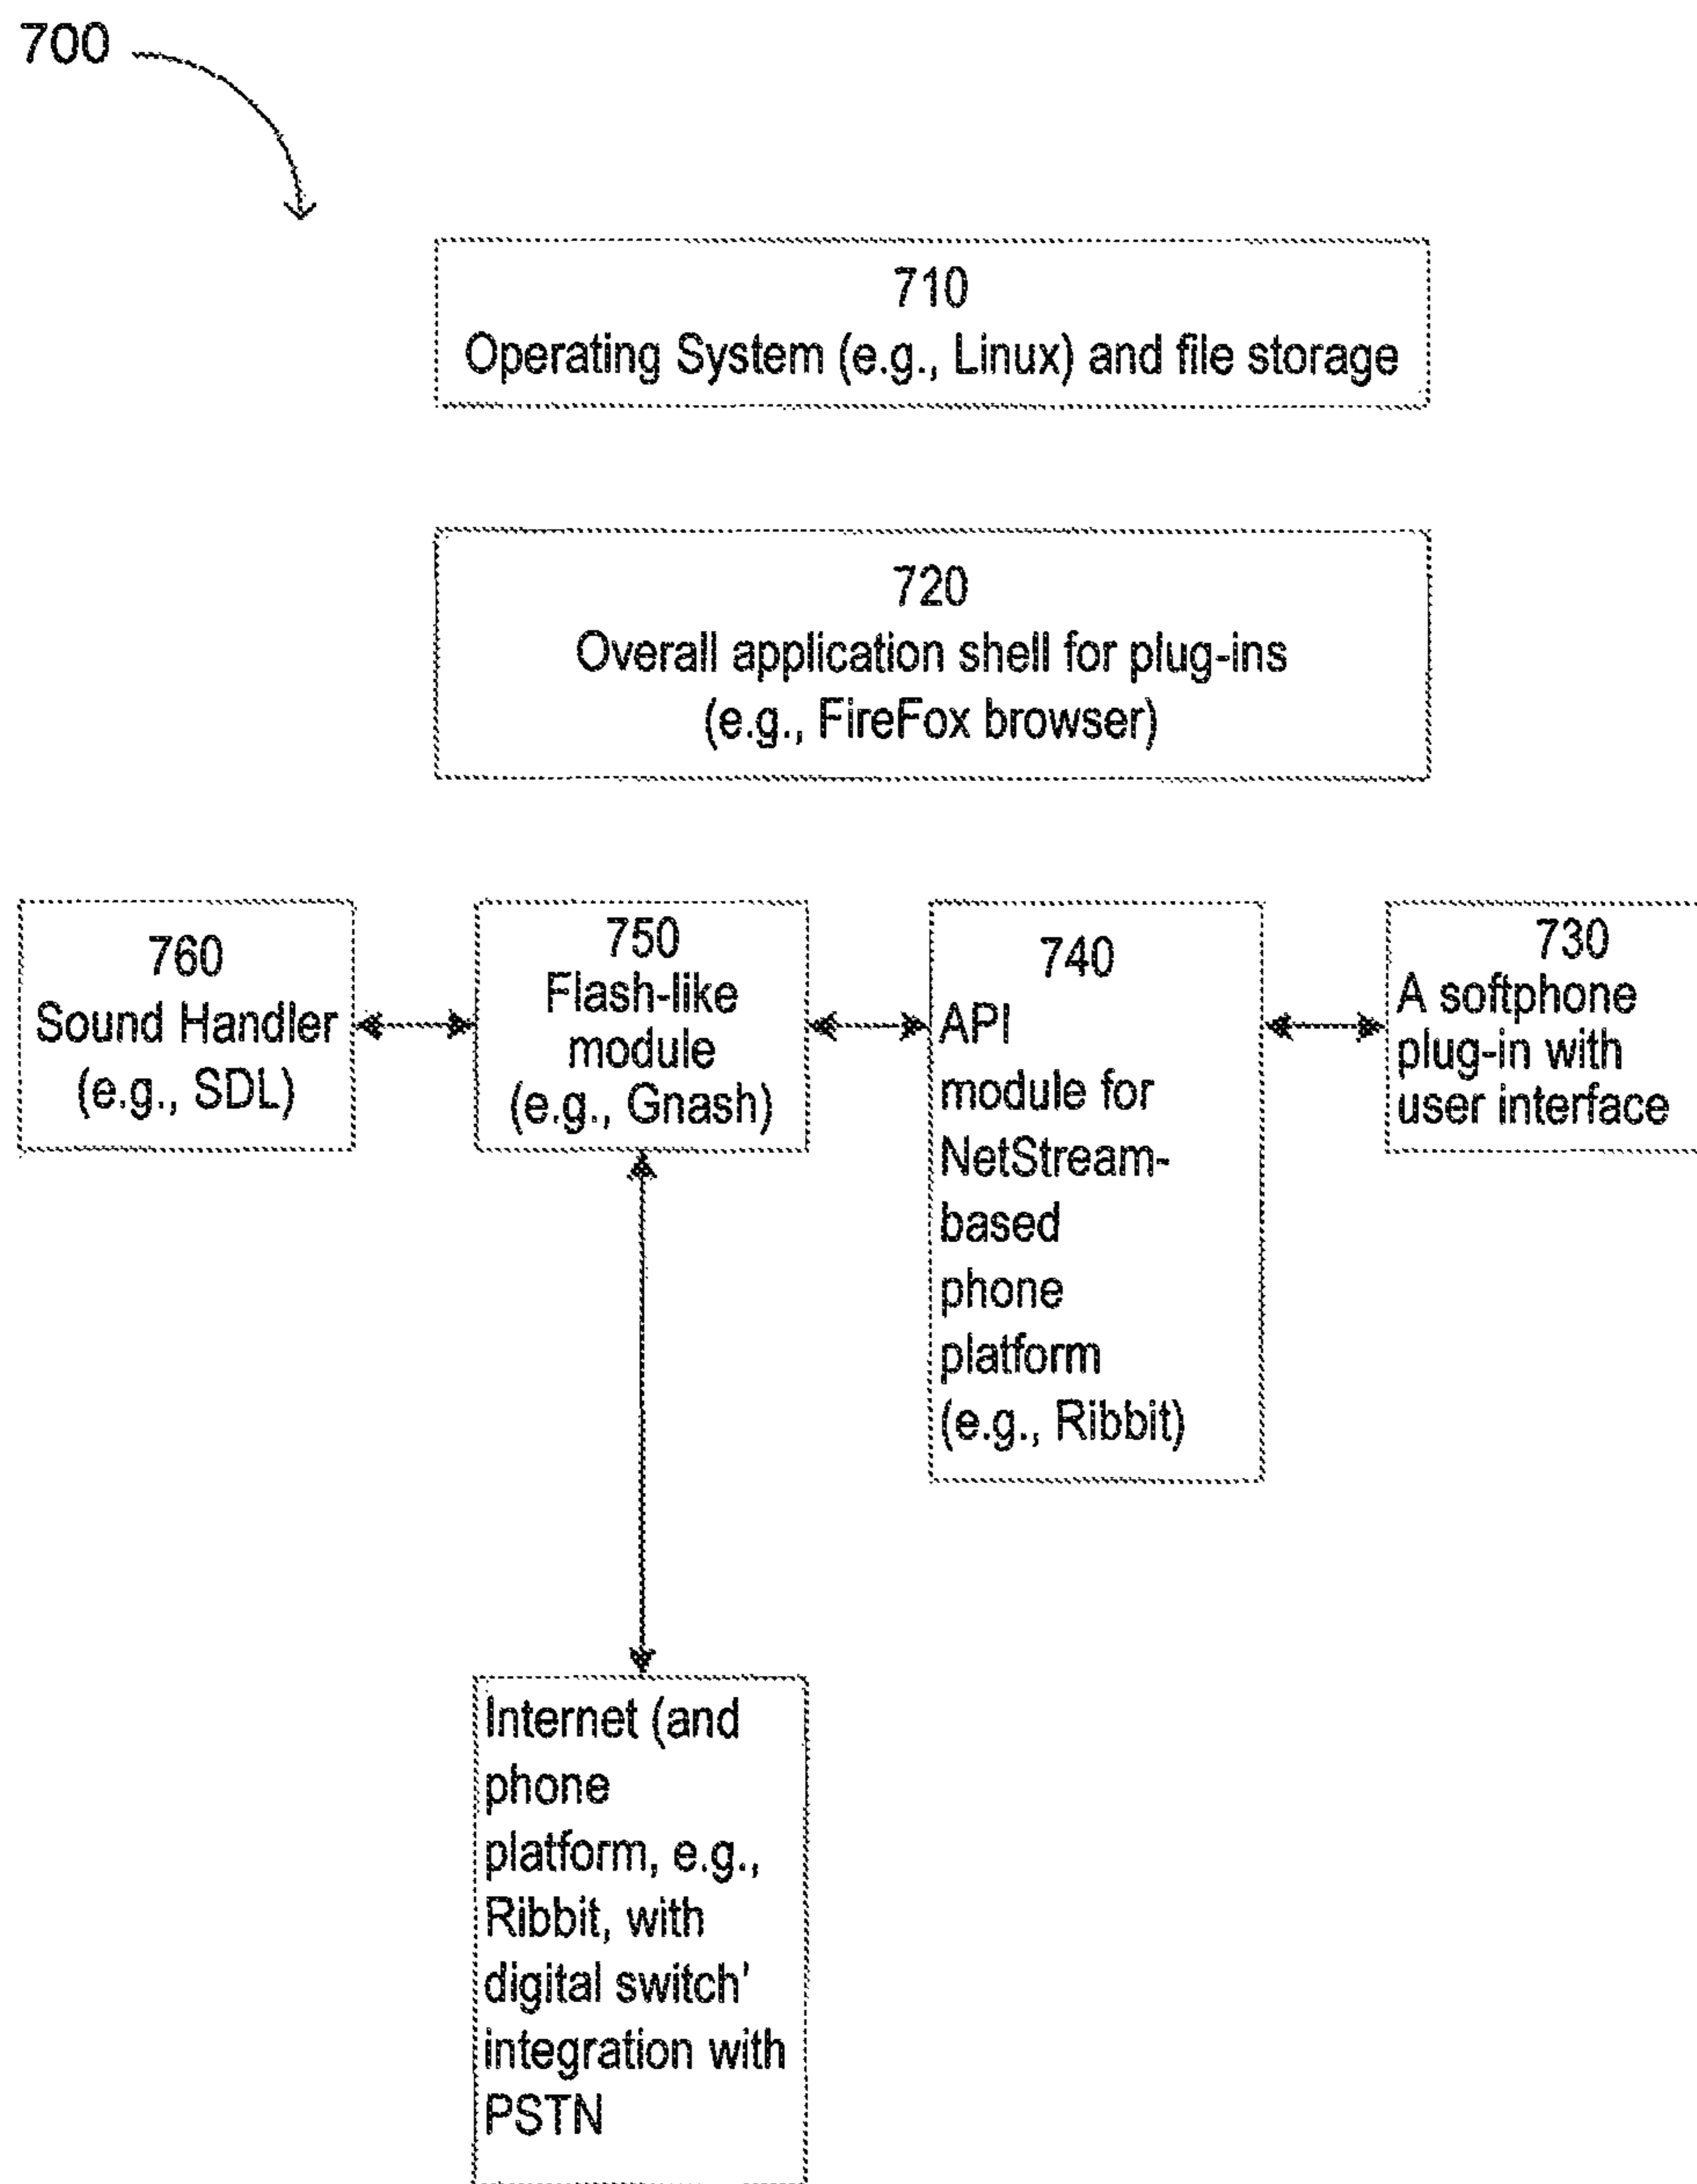 700
710
Operating System (e.g., Linux) and file storage
720
Overall application shell for plug-ins
(e.g., FireFox browser)
760
Sound Handler
(e.g., SDL)
750
Flash-like
module
(e.g., Gnash)
740
API
module for
NetStream-
based
phone
platform
(e.g., Ribbit)
730
A softphone
plug-in with
user interface
Internet (and
phone
platform, e.g.,
Ribbit, with
digital switch'
integration with
PSTN